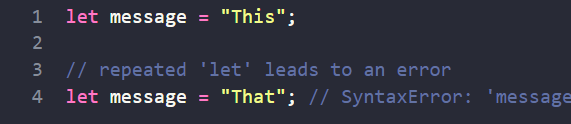 1 let message = "This";
2
3 // repeated 'let' leads to an error
4 let message = "That"; // SyntaxError: 'message